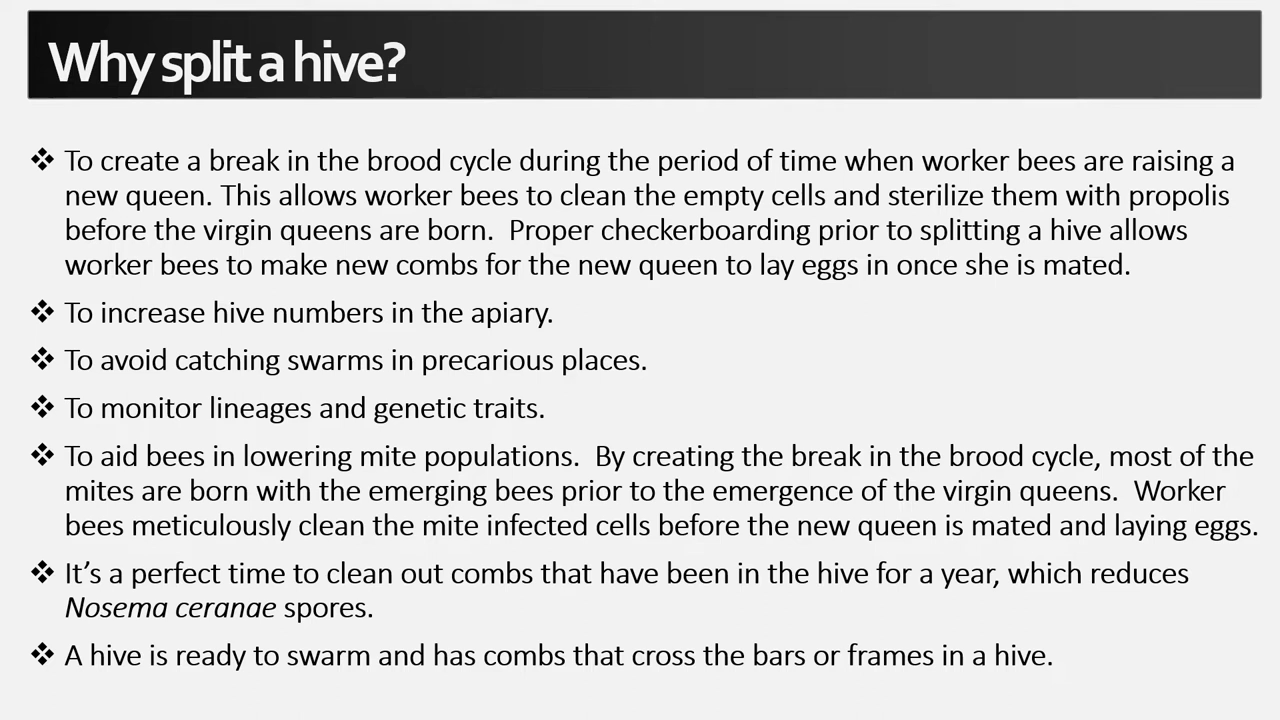 Why split a hive?
❖ To create a break in the brood cycle during the period of time when worker bees are raising a
new queen. This allows worker bees to clean the empty cells and sterilize them with propolis
before the virgin queens are born.  Proper checkerboarding prior to splitting a hive allows
worker bees to make new combs for the new queen to lay eggs in once she is mated.
❖ To increase hive numbers in the apiary.
❖ To avoid catching swarms in precarious places.
❖ To monitor lineages and genetic traits.
❖ To aid bees in lowering mite populations.  By creating the break in the brood cycle, most of the
mites are born with the emerging bees prior to the emergence of the virgin queens.  Worker
bees meticulously clean the mite infected cells before the new queen is mated and laying eggs.
❖ It’s a perfect time to clean out combs that have been in the hive for a year, which reduces
Nosema ceranae spores.
❖ A hive is ready to swarm and has combs that cross the bars or frames in a hive.